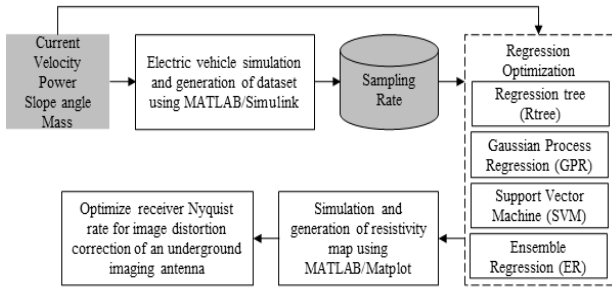 Current
Velocity
Power
Slope angle
Mass
Electric vehicle simulation
and generation of dataset
using MATLAB/Simulink
Sampling
Rate
Regression
Optimization
Regression tree
(Rtree)
Gaussian Process
Regression (GPR)
Support Vector
Machine (SVM)
Ensemble
Regression (ER)
Simulation and
generation of resistivity
map using
MATLAB/Matplot
Optimize receiver Nyquist
rate for image distortion
correction of an underground
imaging antenna